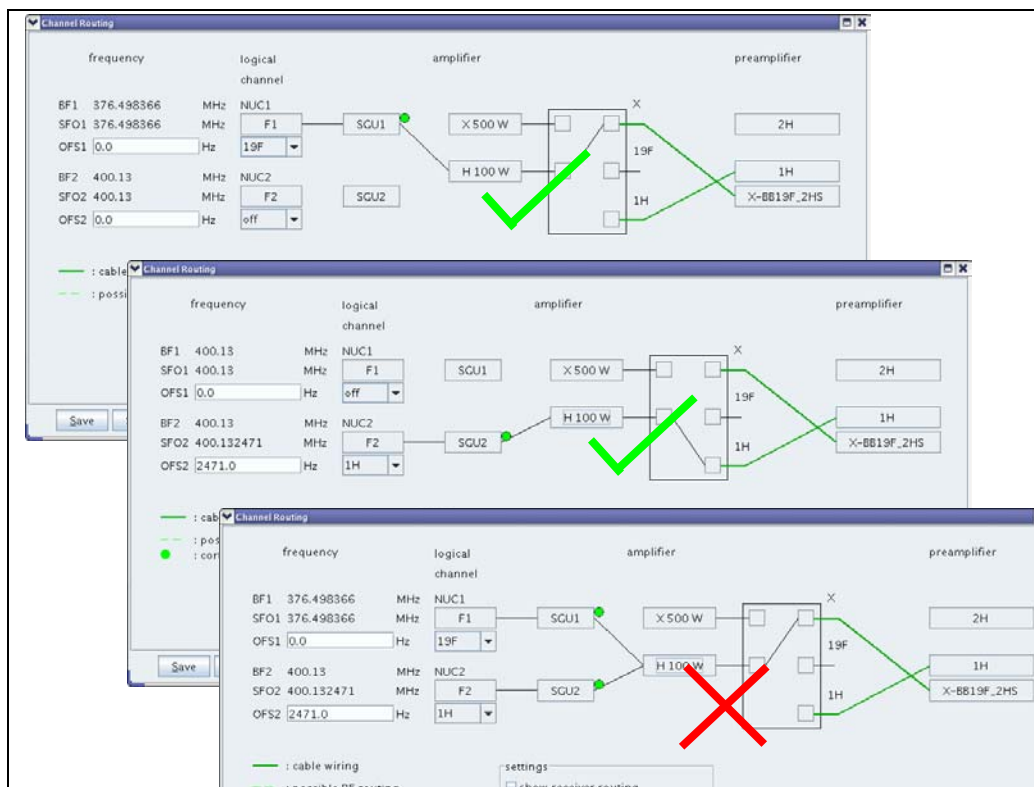 Channel Routing
frequency logical channel amplifier preamplifier
BF1 376.498366 MHz NUC1
SFO1 376.498366 MHz F1 SGU1 X 500 W X 2H
OFS1 0.0 Hz 19F 19F
BF2 400.13 MHz NUC2 H 100 W 1H
SFO2 400.13 MHz F2 SGU2 1H X-BB19F_2HS
OFS2 0.0 Hz off
: cable
: possi
Save
Channel Routing
frequency logical channel amplifier preamplifier
BF1 400.13 MHz NUC1
SFO1 400.13 MHz F1 SGU1 X 500 W X 2H
OFS1 0.0 Hz off 19F
BF2 400.13 MHz NUC2 H 100 W 1H
SFO2 400.132471 MHz F2 SGU2 1H X-BB19F_2HS
OFS2 2471.0 Hz 1H
: cab
: pos
: cor
Save
Channel Routing
frequency logical channel amplifier preamplifier
BF1 376.498366 MHz NUC1
SFO1 376.498366 MHz F1 SGU1 X 500 W X 2H
OFS1 0.0 Hz 19F 19F
BF2 400.13 MHz NUC2 H 100 W 1H
SFO2 400.132471 MHz F2 SGU2 1H X-BB19F_2HS
OFS2 2471.0 Hz 1H
: cable wiring settings
: possible RF routing show receiver routing